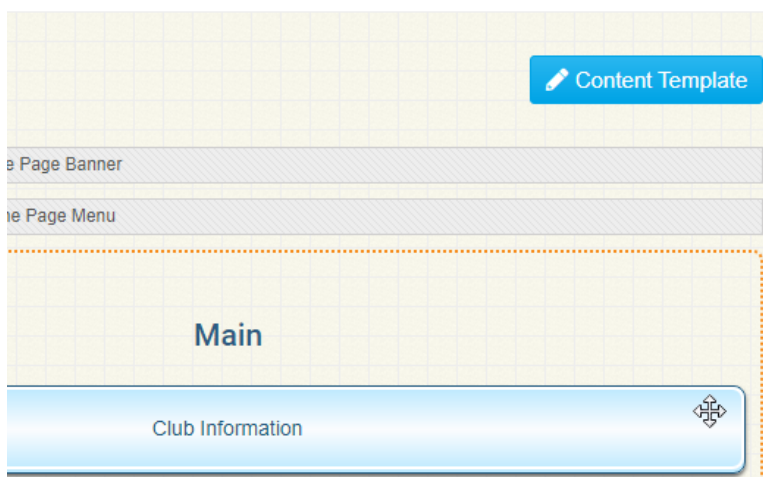 Content Template
e Page Banner
ne Page Menu
Main
Club Information